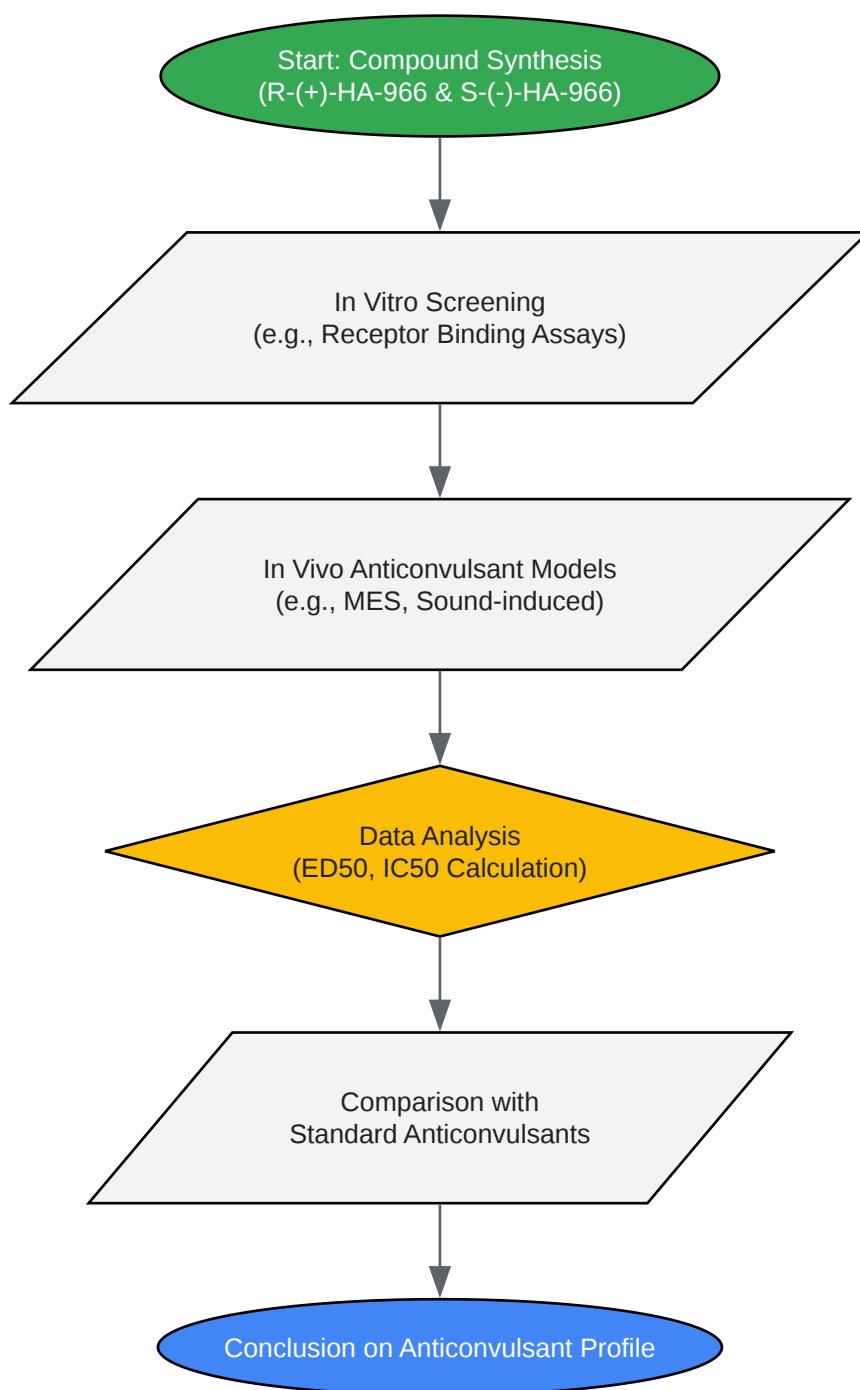 Start: Compound Synthesis
(R-(+)-HA-966 & S-(-)-HA-966)
In Vitro Screening
(e.g., Receptor Binding Assays)
In Vivo Anticonvulsant Models
(e.g., MES, Sound-induced)
Data Analysis
(ED50, IC50 Calculation)
Comparison with
Standard Anticonvulsants
Conclusion on Anticonvulsant Profile